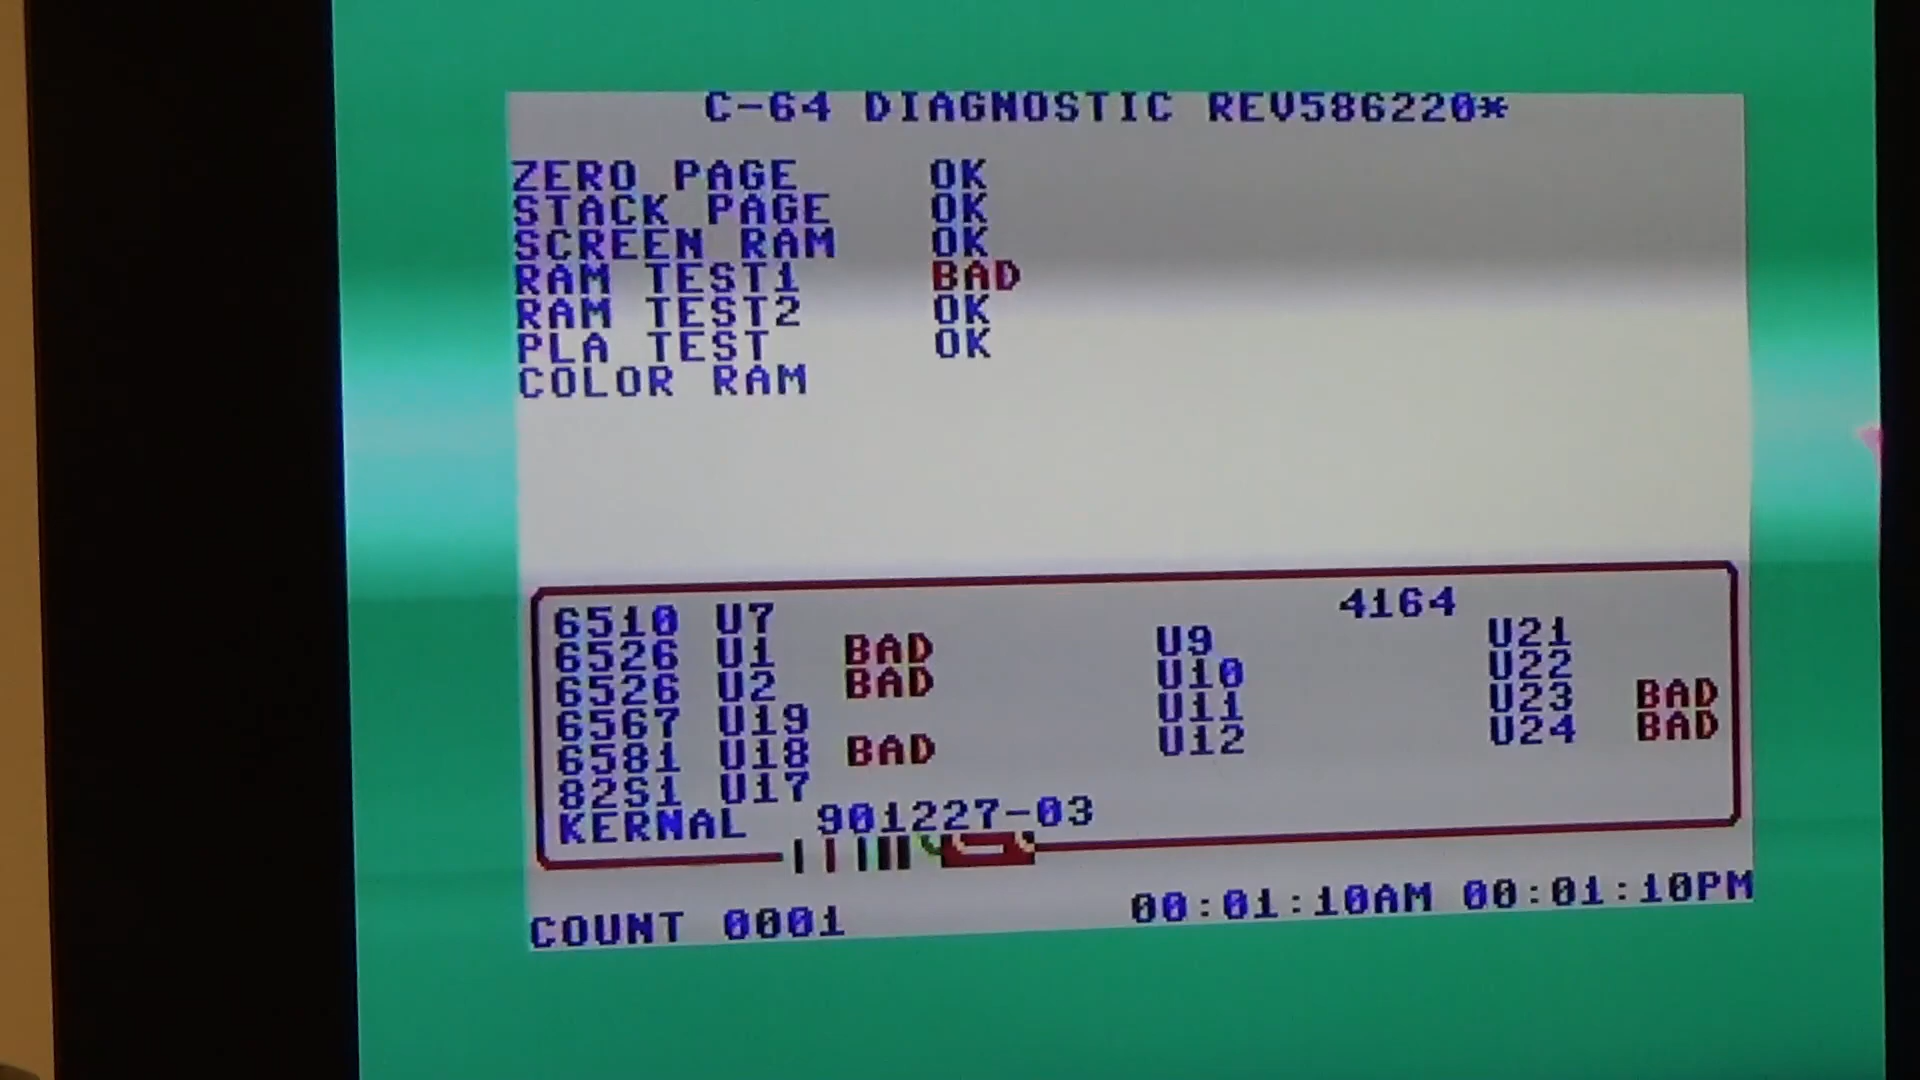 C-64 DIAGNOSTIC REV586220*
ZERO PAGE OK
STACK PAGE OK
SCREEN RAM OK
RAM TEST1 BAD
RAM TEST2 OK
PLA TEST OK
COLOR RAM
4164
6510 U7
6526 U1 BAD U9 U21
6526 U2 BAD U10 U22
6567 U19 U11 U23 BAD
6581 U18 BAD U12 U24 BAD
82S1 U17
KERNAL 901227-03
COUNT 0001 00:01:10AM 00:01:10PM